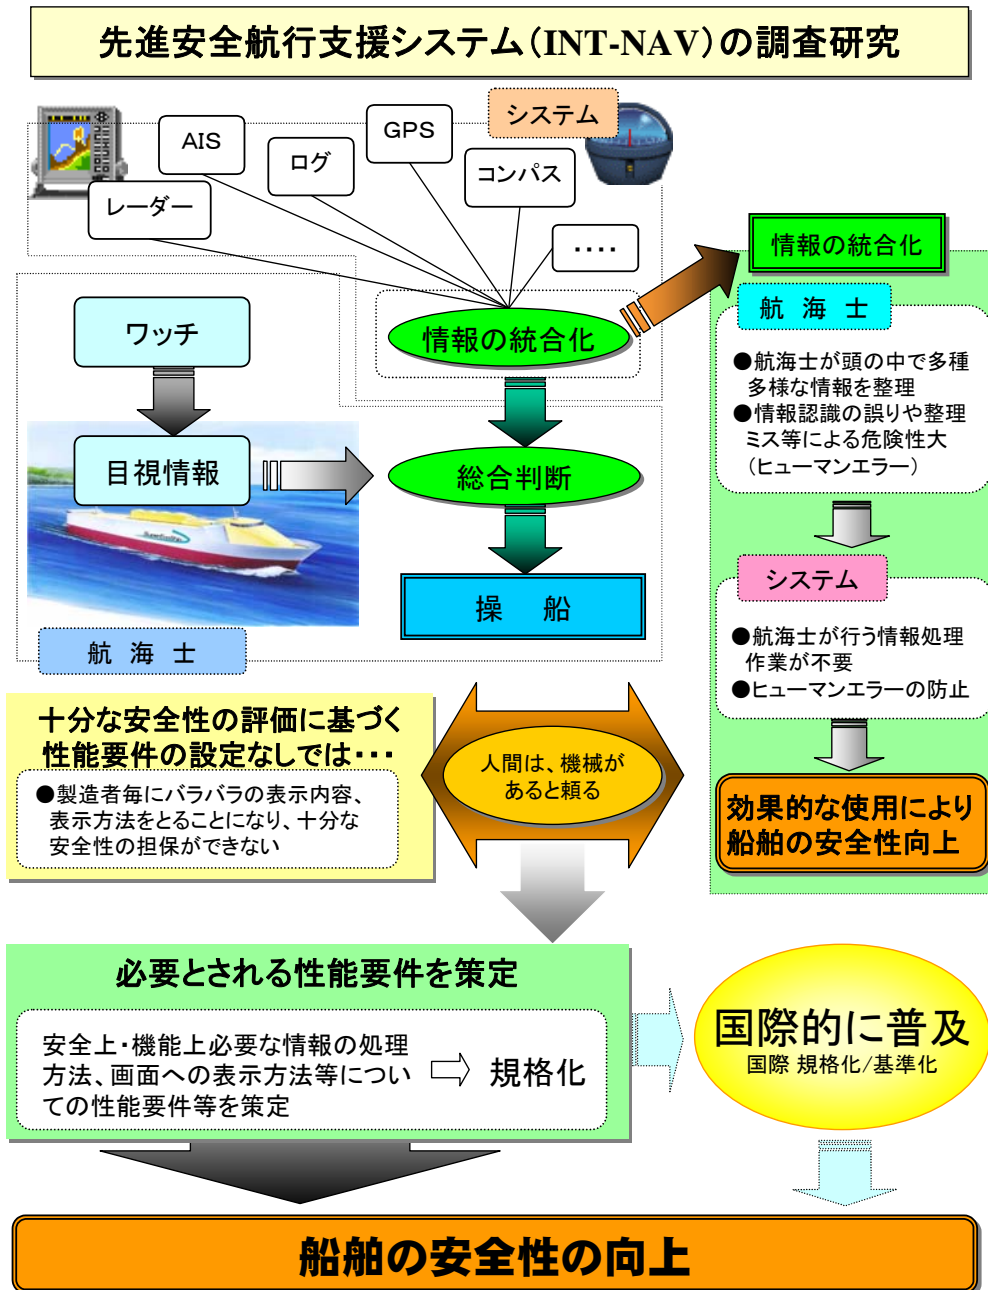 先進安全航行支援システム(INT-NAV)の調査研究
システム
AIS
ログ
GPS
コンパス
レーダー
････
情報の統合化
ワッチ
目視情報
総合判断
操　船
航 海 士
情報の統合化
航 海 士
●航海士が頭の中で多種
多様な情報を整理
●情報認識の誤りや整理
ミス等による危険性大
(ヒューマンエラー)
システム
●航海士が行う情報処理
作業が不要
●ヒューマンエラーの防止
効果的な使用により
船舶の安全性向上
十分な安全性の評価に基づく
性能要件の設定なしでは･･･
●製造者毎にバラバラの表示内容、
表示方法をとることになり、十分な
安全性の担保ができない
人間は、機械が
あると頼る
必要とされる性能要件を策定
安全上・機能上必要な情報の処理
方法、画面への表示方法等につい
ての性能要件等を策定
規格化
国際的に普及
国際 規格化/基準化
船舶の安全性の向上